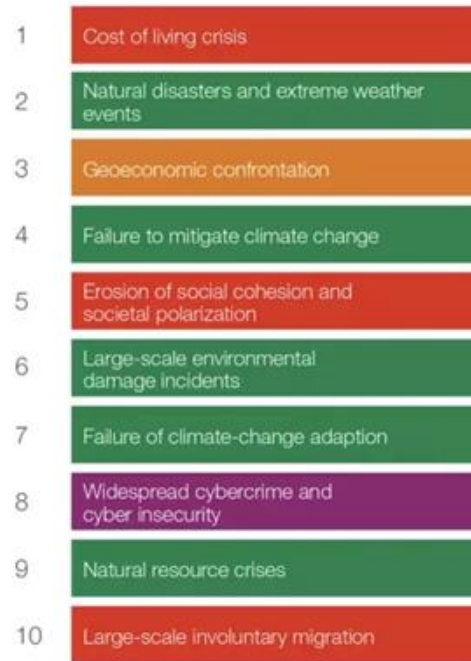 1 Cost of living crisis
2 Natural disasters and extreme weather
events
3 Geoeconomic confrontation
4 Failure to mitigate climate change
5 Erosion of social cohesion and
societal polarization
6 Large-scale environmental
damage incidents
7 Failure of climate-change adaption
8 Widespread cybercrime and
cyber insecurity
9 Natural resource crises
10 Large-scale involuntary migration